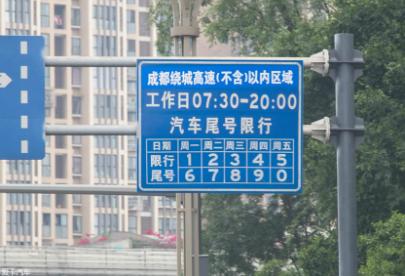 成都绕城高速(不含)以内区域
工作日07:30-20:00
汽车尾号限行
日期 周一 周二 周三 周四 周五
限行 1 2 3 4 5
尾号 6 7 8 9 0